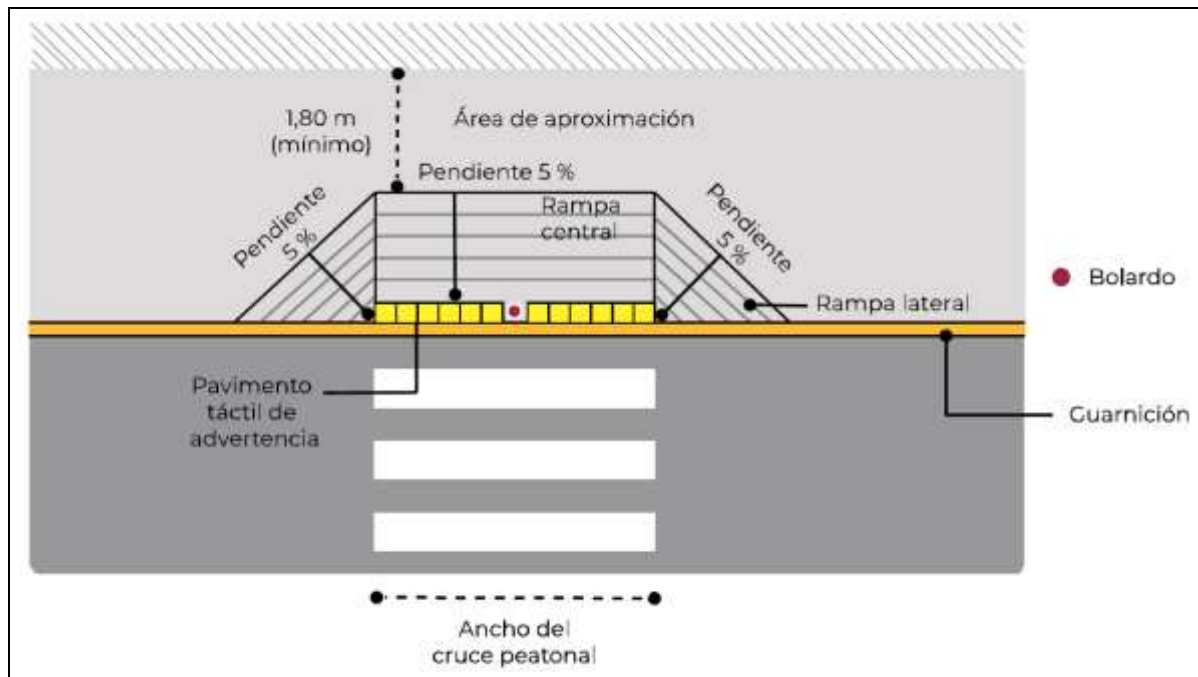 1,80 m
(mínimo)
Área de aproximación
Pendiente 5 %
Pendiente
5 %
Rampa
central
Pendiente
5 %
Bolardo
Rampa lateral
Pavimento
táctil de
advertencia
Guarnición
Ancho del
cruce peatonal